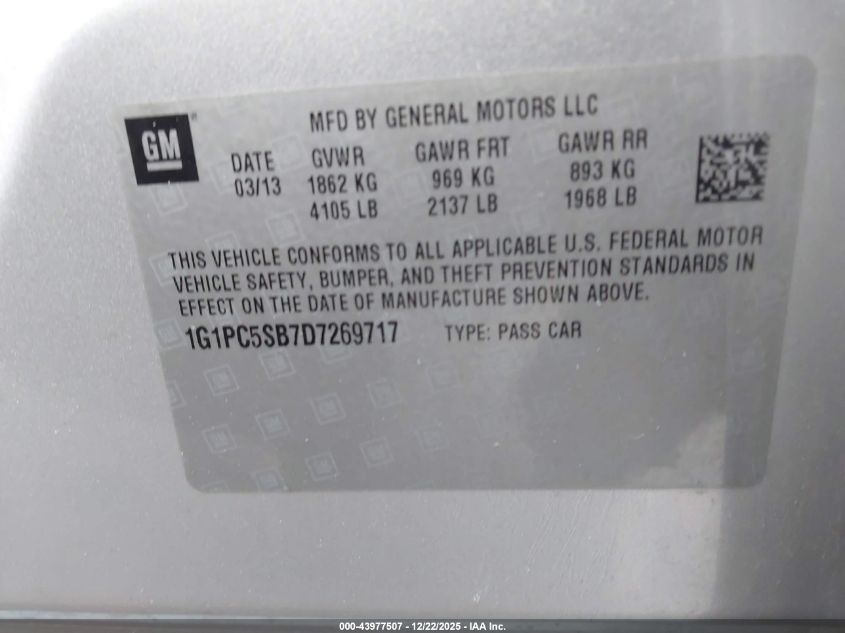 GM
MFD BY GENERAL MOTORS LLC
DATE GVWR GAWR FRT GAWR RR
03/13 1862 KG 969 KG 893 KG
4105 LB 2137 LB 1968 LB
THIS VEHICLE CONFORMS TO ALL APPLICABLE U.S. FEDERAL MOTOR
VEHICLE SAFETY, BUMPER, AND THEFT PREVENTION STANDARDS IN
EFFECT ON THE DATE OF MANUFACTURE SHOWN ABOVE.
1G1PC5SB7D7269717 TYPE: PASS CAR
000-43977507 - 12/22/2025 - IAA Inc.